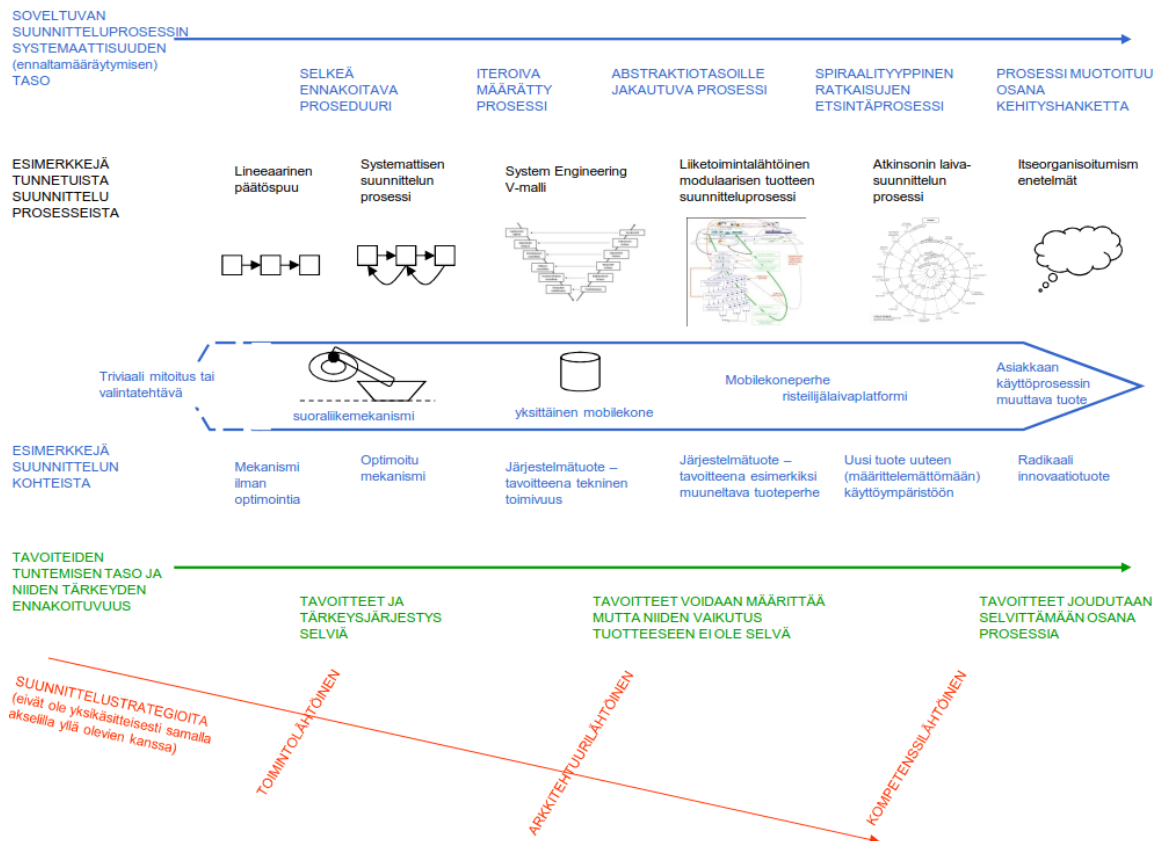 SOVELTUVAN
SUUNNITTELUPROSESSIN
SYSTEMAATTISUUDEN
(ennaltamääräytymisen)
TASO
SELKEÄ
ENNAKOITAVA
PROSEDUURI
ITEROIVA
MÄÄRÄTTY
PROSESSI
ABSTRAKTIOTASOILLE
JAKAUTUVA PROSESSI
SPIRAALITYYPPINEN
RATKAISUJEN
ETSINTÄPROSESSI
PROSESSI MUOTOITUU
OSANA
KEHITYSHANKETTA
ESIMERKKEJÄ
TUNNETUISTA
SUUNNITTELU
PROSESSEISTA
Lineeaarinen
päätöspuu
Systemattisen
suunnittelun
prosessi
System Engineering
V-malli
Liiketoimintalähtöinen
modulaarisen tuotteen
suunnitteluprosessi
Atkinsonin laiva-
suunnittelun
prosessi
Itseorganisoitumism
enetelmät
Triviaali mitoitus tai
valintatehtävä
suoraliikemekanismi
yksittäinen mobilekone
Mobilekoneperhe
risteilijälaivaplatformi
Asiakkaan
käyttöprosessin
muuttava tuote
ESIMERKKEJÄ
SUUNNITTELUN
KOHTEISTA
Mekanismi
ilman
optimointia
Optimoitu
mekanismi
Järjestelmätuote –
tavoitteena tekninen
toimivuus
Järjestelmätuote –
tavoitteena esimerkiksi
muuneltava tuoteperhe
Uusi tuote uuteen
(määrittelemättömään)
käyttöympäristöön
Radikaali
innovaatiotuote
TAVOITEIDEN
TUNTEMISEN TASO JA
NIIDEN TÄRKEYDEN
ENNAKOITUVUUS
TAVOITTEET JA
TÄRKEYSJÄRJESTYS
SELVIÄ
TAVOITTEET VOIDAAN MÄÄRITTÄÄ
MUTTA NIIDEN VAIKUTUS
TUOTTEESEEN EI OLE SELVÄ
TAVOITTEET JOUDUTAAN
SELVITTÄMÄÄN OSANA
PROSESSIA
SUUNNITTELUSTRATEGIOITA
(eivät ole yksikäsitteisesti samalla
akselilla yllä olevien kanssa)
TOIMINTOLÄHTÖINEN
ARKKITEHTUURILÄHTÖINEN
KOMPETENSSILÄHTÖINEN